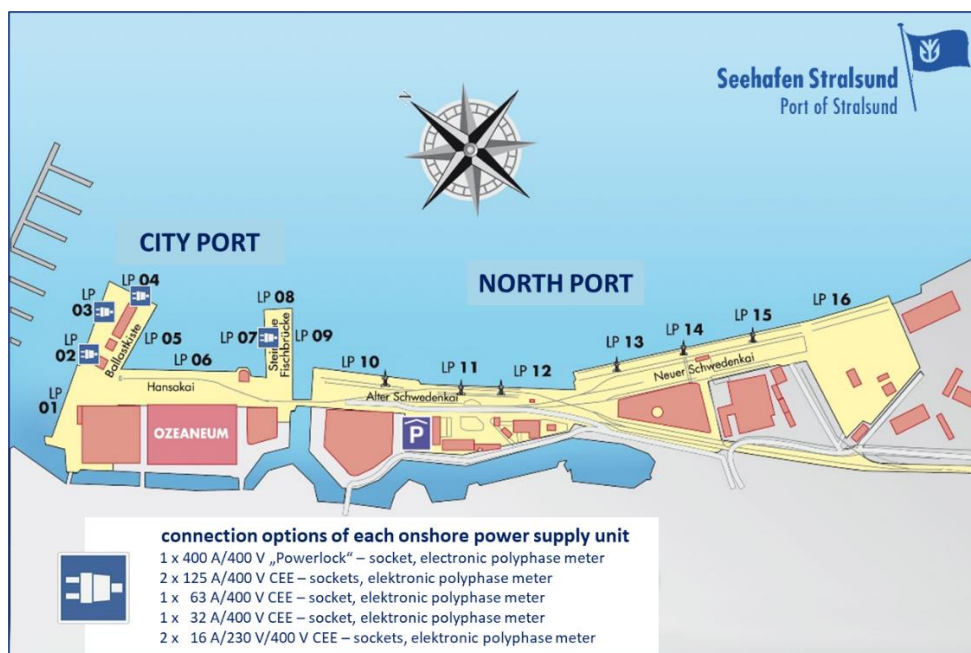 Seehafen Stralsund
Port of Stralsund
CITY PORT
NORTH PORT
LP 04
LP
03
LP
02
LP
01
Ballastkiste
LP 05
LP 06
Hansakai
LP 07
LP 08
Fischbrücke
LP 09
LP 10
LP 11
LP 12
LP 13
LP 14
LP 15
LP 16
Alter Schwedenkai
Neuer Schwedenkai
OZEANEUM
P
connection options of each onshore power supply unit
1 x 400 A/400 V „Powerlock“ – socket, electronic polyphase meter
2 x 125 A/400 V CEE – sockets, elektronic polyphase meter
1 x 63 A/400 V CEE – socket, elektronic polyphase meter
1 x 32 A/400 V CEE – socket, elektronic polyphase meter
2 x 16 A/230 V/400 V CEE – sockets, elektronic polyphase meter